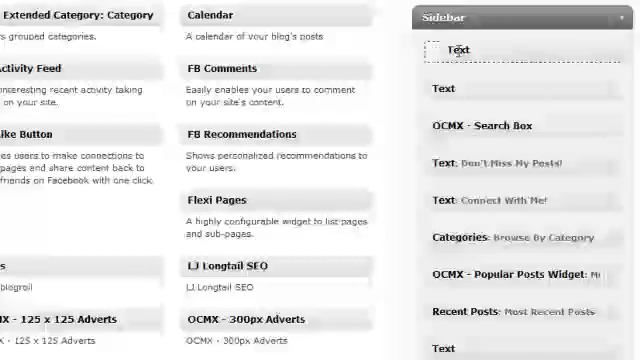 Extended Category: Category
s grouped categories.
Activity Feed
nteresting recent activity taking
on your site.
ike Button
es users to make connections to
pages and share content back to
friends on Facebook with one click.
s
blogroll
X - 125 x 125 Adverts
X - 125 x 125 Adverts
Calendar
A calendar of your blog's posts
FB Comments
Easily enables your users to comment
on your site's content.
FB Recommendations
Shows personalized recommendations to
your users.
Flexi Pages
A highly configurable widget to list pages
and sub-pages.
LJ Longtail SEO
LJ Longtail SEO
OCMX - 300px Adverts
OCMX - 300px Adverts
Sidebar
Text
Text
OCMX - Search Box
Text: Don't Miss My Posts!
Text: Connect With Me!
Categories: Browse By Category
OCMX - Popular Posts Widget: M
Recent Posts: Most Recent Posts
Text